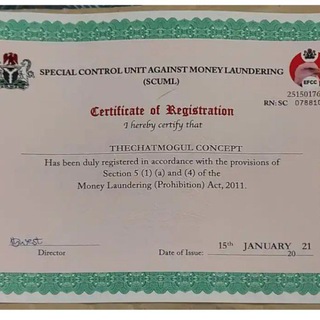 SPECIAL CONTROL UNIT AGAINST MONEY LAUNDERING
(SCUML)
EFCC
25150176
RN: SC 078810
Certificate of Registration
I hereby certify that
THECHATMOGUL CONCEPT
Has been duly registered in accordance with the provisions of
Section 5 (1) (a) and (4) of the
Money Laundering (Prohibition) Act, 2011.
Director
Date of Issue: 15th JANUARY 20 21